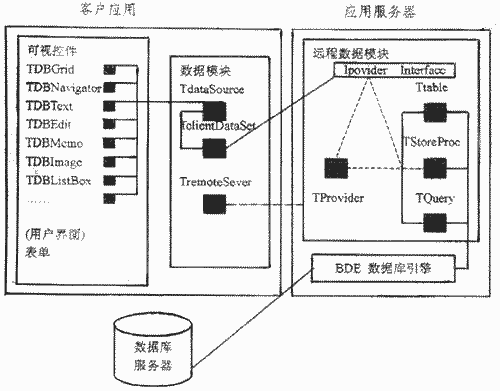 客户应用
应用服务器
可视控件
TDBGrid
TDBNavigator
TDBText
TDBEdit
TDBMemo
TDBImage
TDBListBox
……
(用户界面)
表单
数据模块
TdataSource
TclientDataSet
TremoteSever
远程数据模块
Ipovider Interface
Ttable
TStoreProc
TProvider
TQuery
BDE 数据库引擎
数据库
服务器